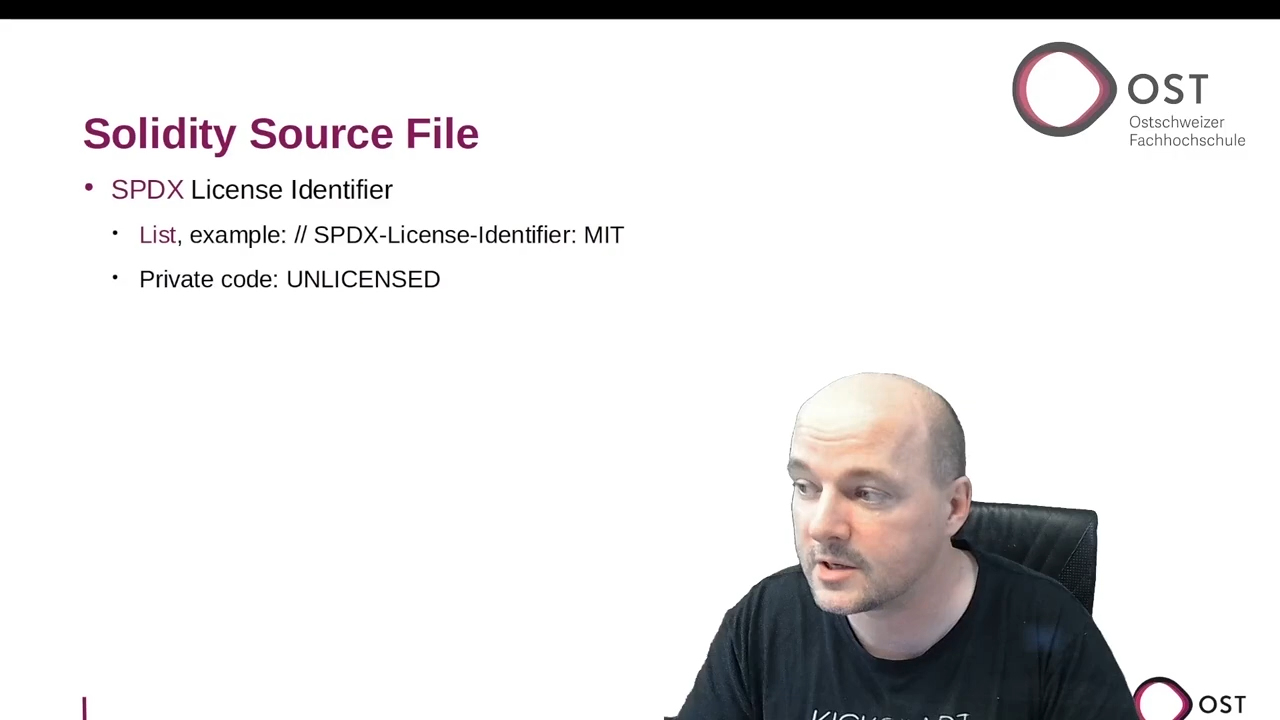 OST
Ostschweizer
Fachhochschule
Solidity Source File
• SPDX License Identifier
• List, example: // SPDX-License-Identifier: MIT
• Private code: UNLICENSED
OST